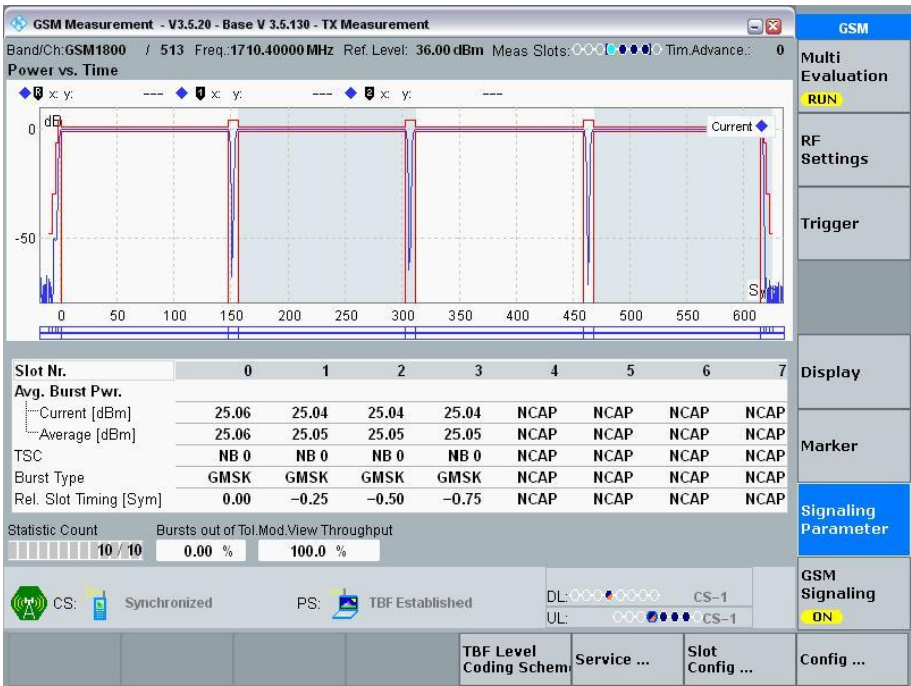 GSM Measurement - V3.5.20 - Base V 3.5.130 - TX Measurement
GSM
Band/Ch:GSM1800 / 513 Freq.:1710.40000 MHz Ref. Level: 36.00 dBm Meas Slots: Tim.Advance.: 0
Power vs. Time
Multi
Evaluation
RUN
R x: y: --- 1 x: y: --- 2 x: y: ---
dB
0
Current
-50
S
0 50 100 150 200 250 300 350 400 450 500 550 600
RF
Settings
Trigger
Slot Nr. 0 1 2 3 4 5 6 7
Avg. Burst Pwr.
Current [dBm] 25.06 25.04 25.04 25.04 NCAP NCAP NCAP NCAP
Average [dBm] 25.06 25.05 25.05 25.05 NCAP NCAP NCAP NCAP
TSC NB 0 NB 0 NB 0 NB 0 NCAP NCAP NCAP NCAP
Burst Type GMSK GMSK GMSK GMSK NCAP NCAP NCAP NCAP
Rel. Slot Timing [Sym] 0.00 −0.25 −0.50 −0.75 NCAP NCAP NCAP NCAP
Display
Marker
Signaling
Parameter
Statistic Count Bursts out of Tol. Mod.View Throughput
10 / 10 0.00 % 100.0 %
CS: Synchronized PS: TBF Established DL: CS−1
UL: CS−1
GSM
Signaling
ON
TBF Level
Coding Schem
Service ...
Slot
Config ...
Config ...